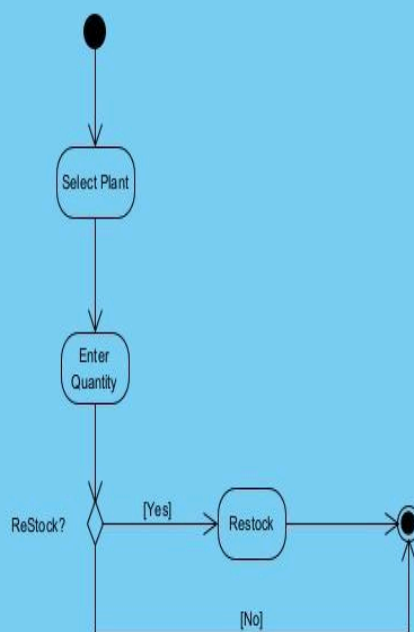 Select Plant
Enter
Quantity
ReStock?
[Yes]
Restock
[No]